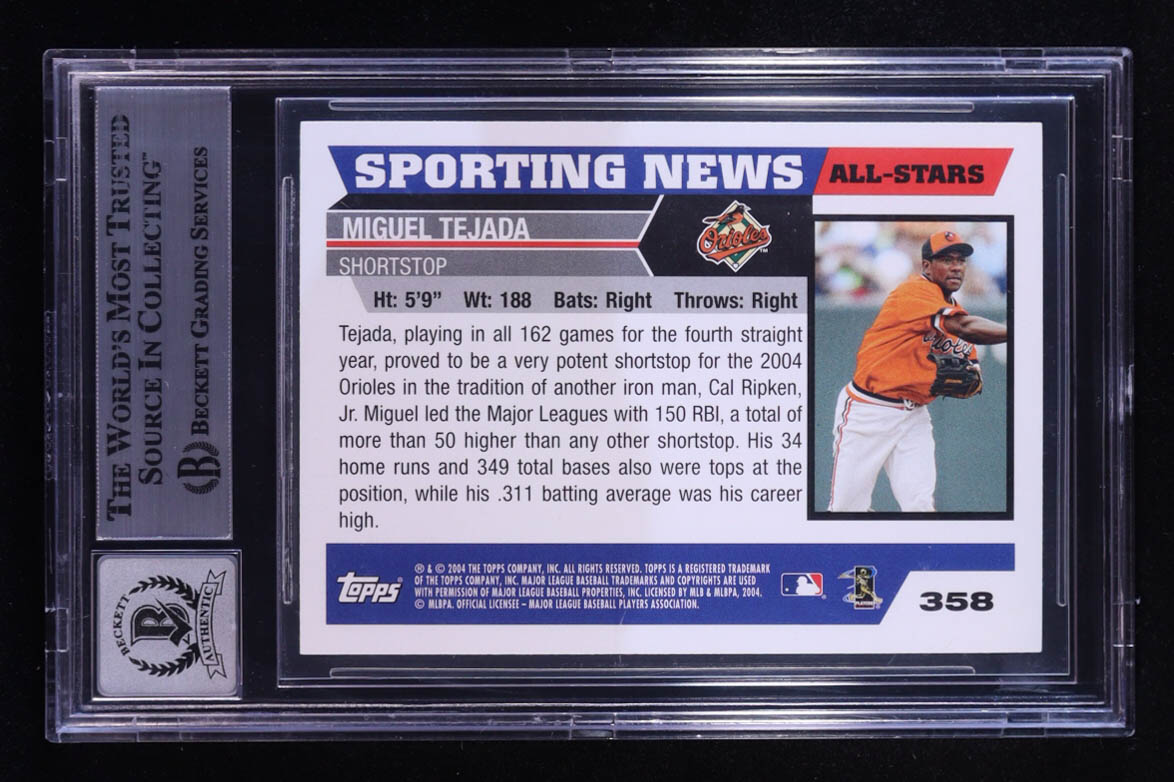 THE WORLD'S MOST TRUSTED
SOURCE IN COLLECTING™
BECKETT GRADING SERVICES
B
BECKETT
B
AUTHENTIC
SPORTING NEWS
ALL-STARS
MIGUEL TEJADA
SHORTSTOP
Orioles
TM
Ht: 5'9" Wt: 188 Bats: Right Throws: Right
Tejada, playing in all 162 games for the fourth straight
year, proved to be a very potent shortstop for the 2004
Orioles in the tradition of another iron man, Cal Ripken,
Jr. Miguel led the Major Leagues with 150 RBI, a total of
more than 50 higher than any other shortstop. His 34
home runs and 349 total bases also were tops at the
position, while his .311 batting average was his career
high.
TOPPS®
® & © 2004 THE TOPPS COMPANY, INC. ALL RIGHTS RESERVED. TOPPS IS A REGISTERED TRADEMARK
OF THE TOPPS COMPANY, INC. MAJOR LEAGUE BASEBALL TRADEMARKS AND COPYRIGHTS ARE USED
WITH PERMISSION OF MAJOR LEAGUE BASEBALL PROPERTIES, INC. LICENSED BY MLB & MLBPA, 2004.
© MLBPA. OFFICIAL LICENSEE – MAJOR LEAGUE BASEBALL PLAYERS ASSOCIATION.
358